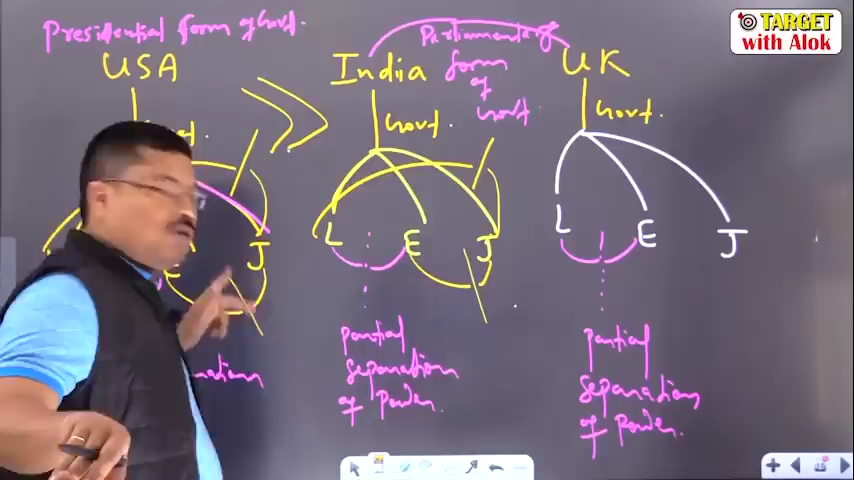 Presidential form of Govt.
Parliamentary
form
of
Govt.
USA
India
UK
Govt.
Govt.
J
L
E
J
L
E
J
E
partial
separation
of Power.
partial
separation
of Power.
TARGET
with Alok